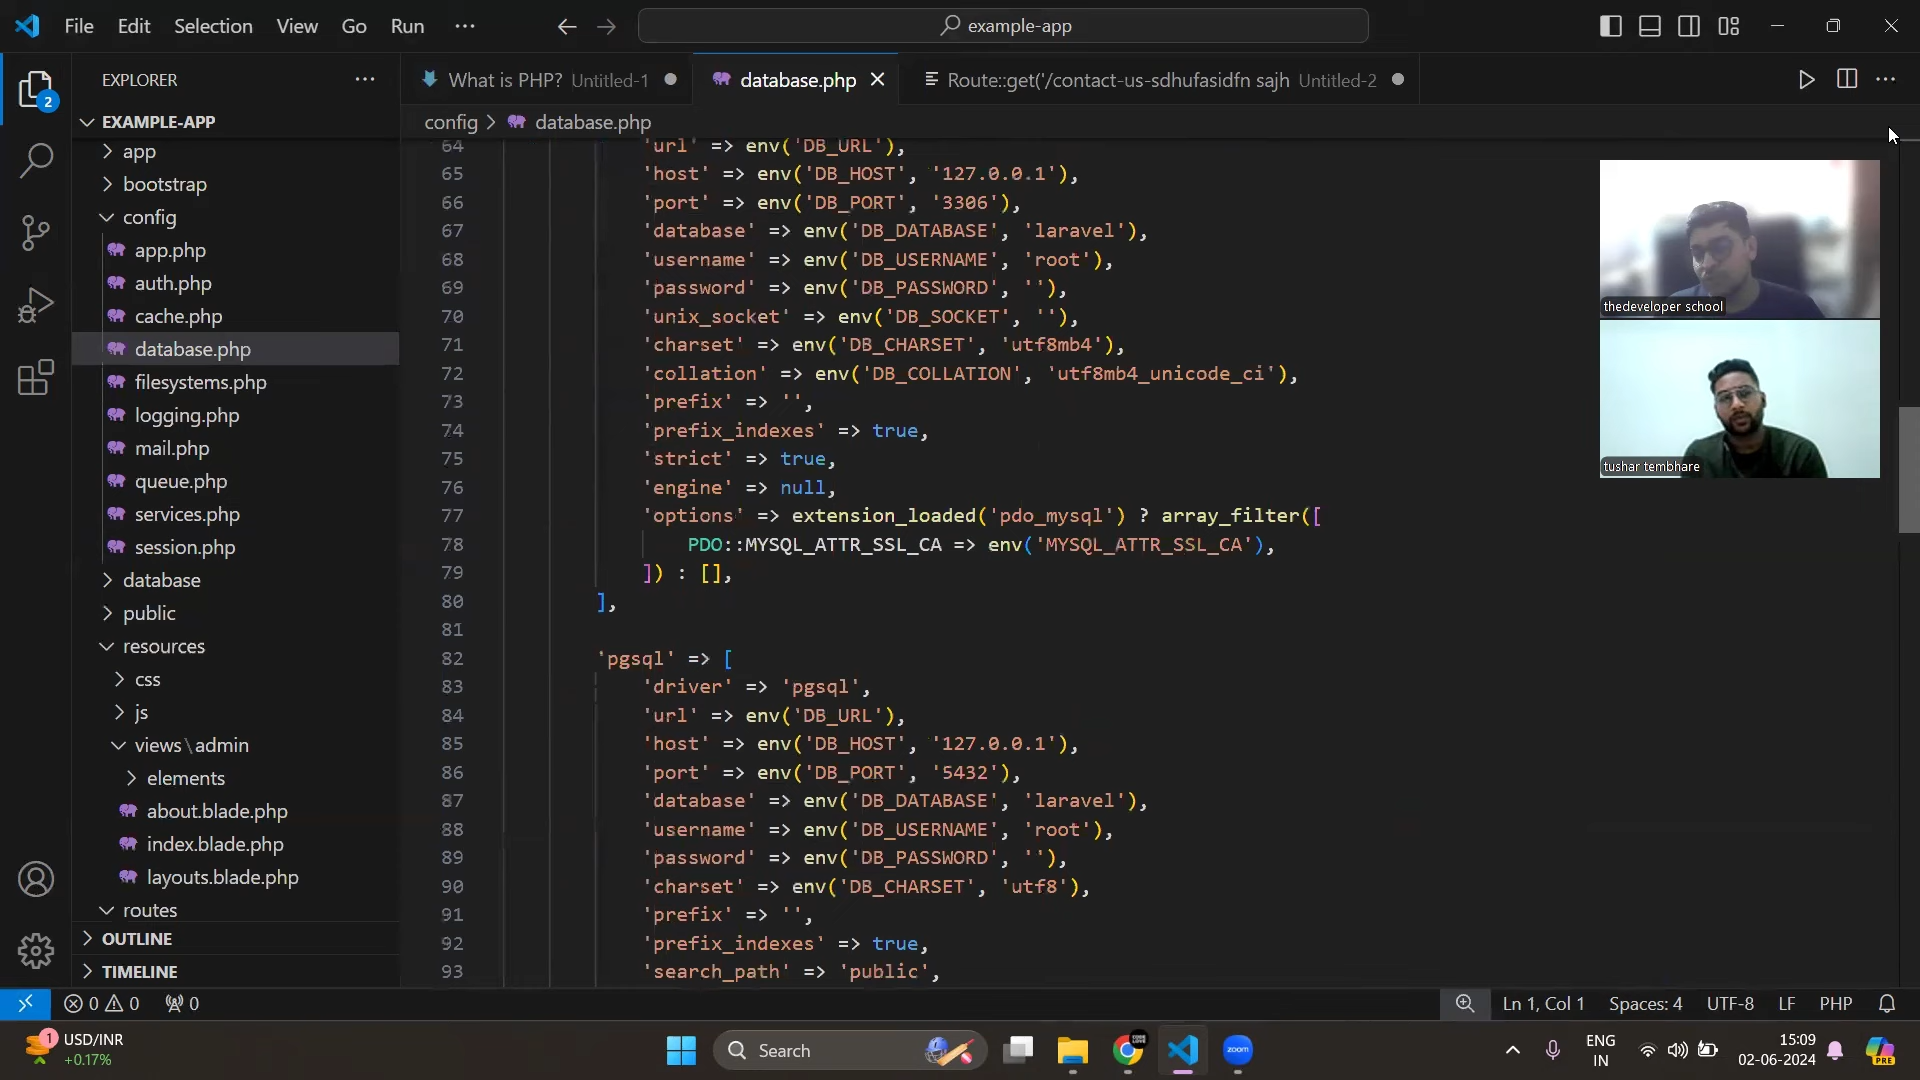 File Edit Selection View Go Run ···
example-app
EXPLORER
2
EXAMPLE-APP
app
bootstrap
config
app.php
auth.php
cache.php
database.php
filesystems.php
logging.php
mail.php
queue.php
services.php
session.php
database
public
resources
css
js
views\admin
elements
about.blade.php
index.blade.php
layouts.blade.php
routes
OUTLINE
TIMELINE
What is PHP? Untitled-1
database.php
Route::get('/contact-us-sdhufasidfn sajh Untitled-2
config > database.php
64 'url' => env('DB_URL'),
65 'host' => env('DB_HOST', '127.0.0.1'),
66 'port' => env('DB_PORT', '3306'),
67 'database' => env('DB_DATABASE', 'laravel'),
68 'username' => env('DB_USERNAME', 'root'),
69 'password' => env('DB_PASSWORD', ''),
70 'unix_socket' => env('DB_SOCKET', ''),
71 'charset' => env('DB_CHARSET', 'utf8mb4'),
72 'collation' => env('DB_COLLATION', 'utf8mb4_unicode_ci'),
73 'prefix' => '',
74 'prefix_indexes' => true,
75 'strict' => true,
76 'engine' => null,
77 'options' => extension_loaded('pdo_mysql') ? array_filter([
78 PDO::MYSQL_ATTR_SSL_CA => env('MYSQL_ATTR_SSL_CA'),
79 ]) : [],
80 ],
81
82 'pgsql' => [
83 'driver' => 'pgsql',
84 'url' => env('DB_URL'),
85 'host' => env('DB_HOST', '127.0.0.1'),
86 'port' => env('DB_PORT', '5432'),
87 'database' => env('DB_DATABASE', 'laravel'),
88 'username' => env('DB_USERNAME', 'root'),
89 'password' => env('DB_PASSWORD', ''),
90 'charset' => env('DB_CHARSET', 'utf8'),
91 'prefix' => '',
92 'prefix_indexes' => true,
93 'search_path' => 'public',
thedeveloper school
tushar tembhare
0 0 0
Ln 1, Col 1 Spaces: 4 UTF-8 LF PHP
1
USD/INR
+0.17%
Search
zoom
ENG
IN
15:09
02-06-2024
PRE